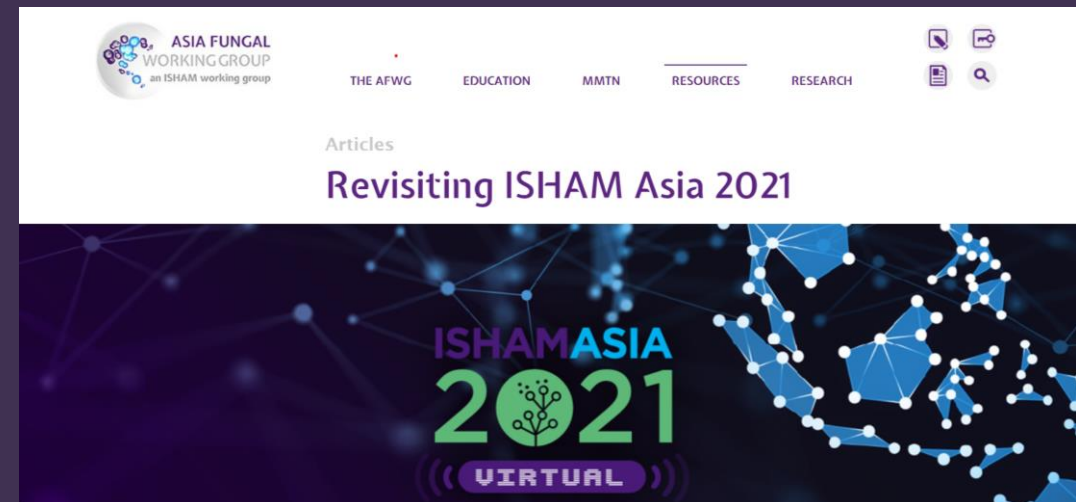 ASIA FUNGAL
WORKING GROUP
an ISHAM working group
THE AFWG EDUCATION MMTN RESOURCES RESEARCH
Articles
Revisiting ISHAM Asia 2021
ISHAMASIA
2021
VIRTUAL